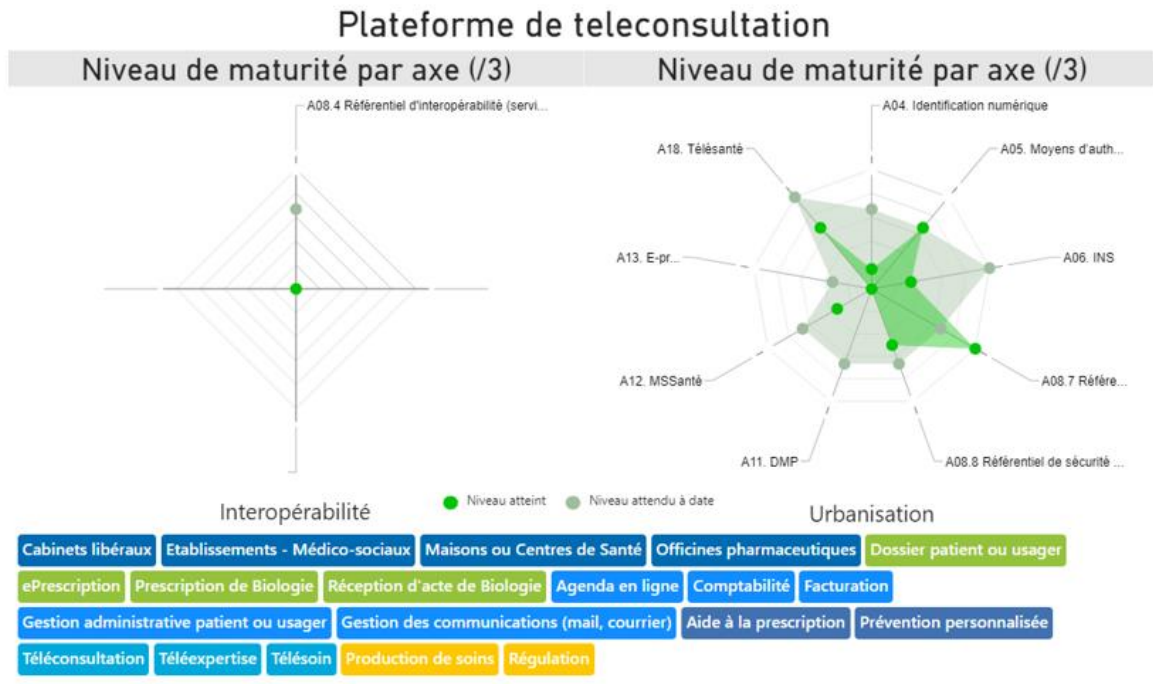 Plateforme de teleconsultation
Niveau de maturité par axe (/3)
Niveau de maturité par axe (/3)
A08.4 Référentiel d'interopérabilité (servi...
A04. Identification numérique
A18. Télésanté
A05. Moyens d'auth...
A13. E-pr...
A06. INS
A12. MSSanté
A08.7 Référe...
A11. DMP
A08.8 Référentiel de sécurité ...
Niveau atteint Niveau attendu à date
Interopérabilité
Urbanisation
Cabinets libéraux Etablissements - Médico-sociaux Maisons ou Centres de Santé Officines pharmaceutiques Dossier patient ou usager
ePrescription Prescription de Biologie Réception d'acte de Biologie Agenda en ligne Comptabilité Facturation
Gestion administrative patient ou usager Gestion des communications (mail, courrier) Aide à la prescription Prévention personnalisée
Téléconsultation Téléexpertise Télésoin Production de soins Régulation